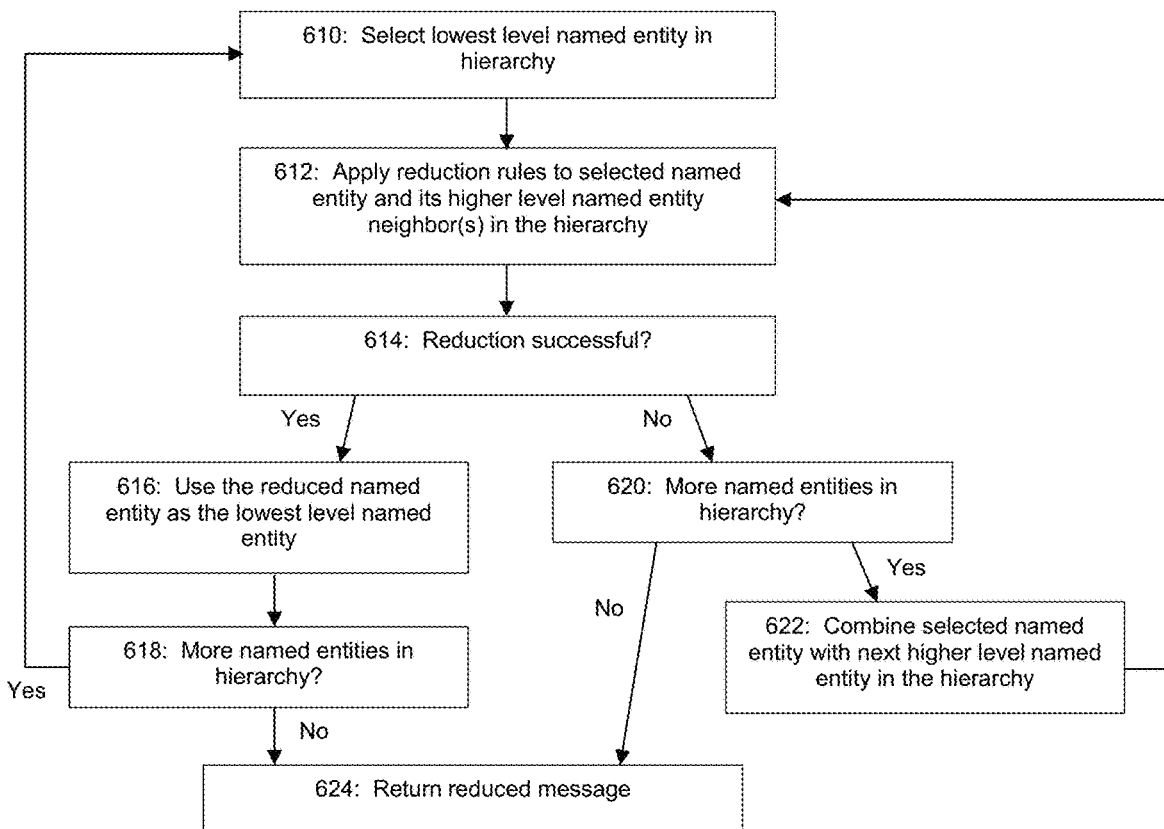 610: Select lowest level named entity in
hierarchy
612: Apply reduction rules to selected named
entity and its higher level named entity
neighbor(s) in the hierarchy
614: Reduction successful?
Yes
No
616: Use the reduced named
entity as the lowest level named
entity
620: More named entities in
hierarchy?
Yes
No
618: More named entities in
hierarchy?
622: Combine selected named
entity with next higher level named
entity in the hierarchy
Yes
No
624: Return reduced message